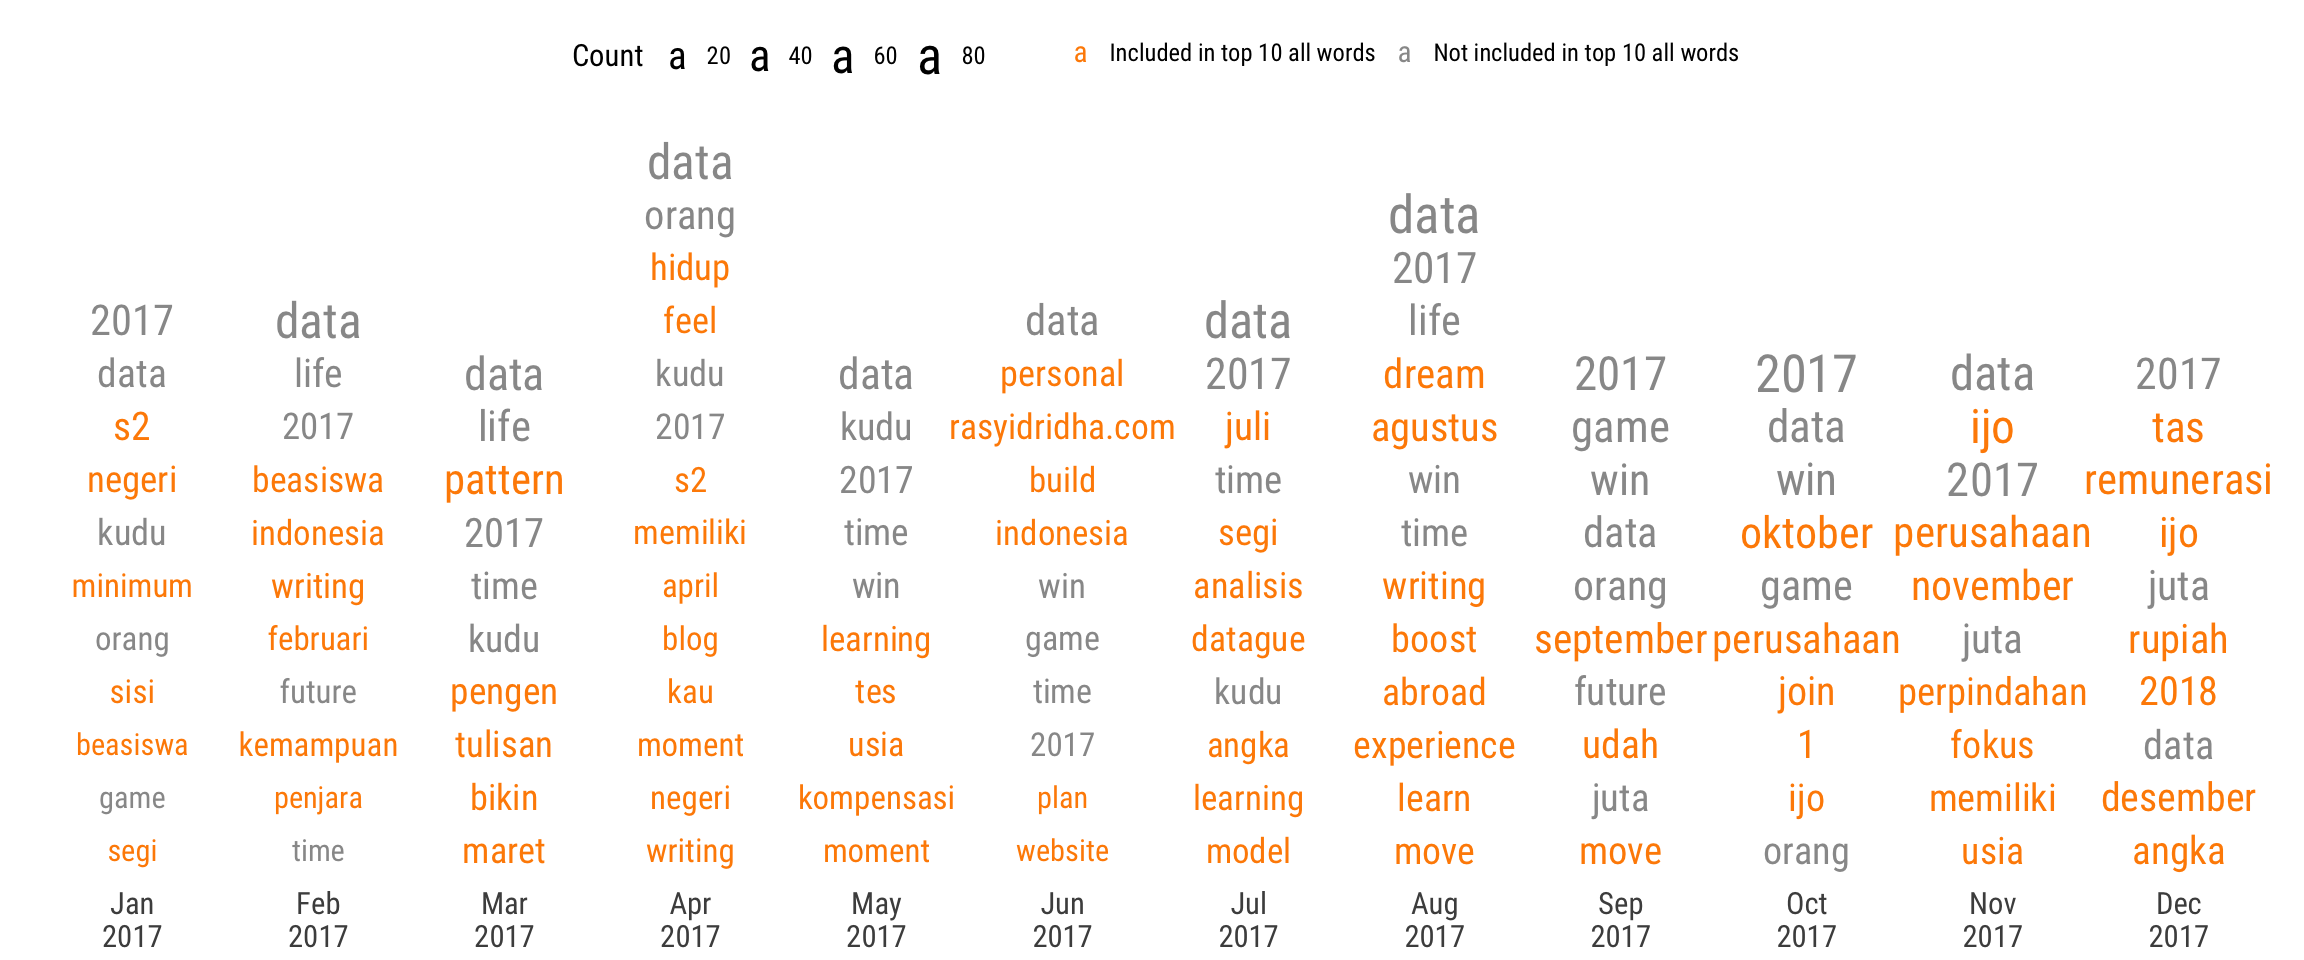 Count a 20 a 40 a 60 a 80 a Included in top 10 all words a Not included in top 10 all words
data
orang data
hidup 2017
feel life
2017 data data data
data life data kudu data personal 2017 dream 2017 2017 data 2017
s2 2017 life 2017 kudu rasyidridha.com juli agustus game data ijo tas
negeri beasiswa pattern s2 2017 build time win win win 2017 remunerasi
kudu indonesia 2017 memiliki time indonesia segi time data oktober perusahaan ijo
minimum writing time april win win analisis writing orang game november juta
orang februari kudu blog learning game datague boost september perusahaan juta rupiah
sisi future pengen kau tes time kudu abroad future join perpindahan 2018
beasiswa kemampuan tulisan moment usia 2017 angka experience udah 1 fokus data
game penjara bikin negeri kompensasi plan learning learn juta ijo memiliki desember
segi time maret writing moment website model move move orang usia angka
Jan Feb Mar Apr May Jun Jul Aug Sep Oct Nov Dec
2017 2017 2017 2017 2017 2017 2017 2017 2017 2017 2017 2017